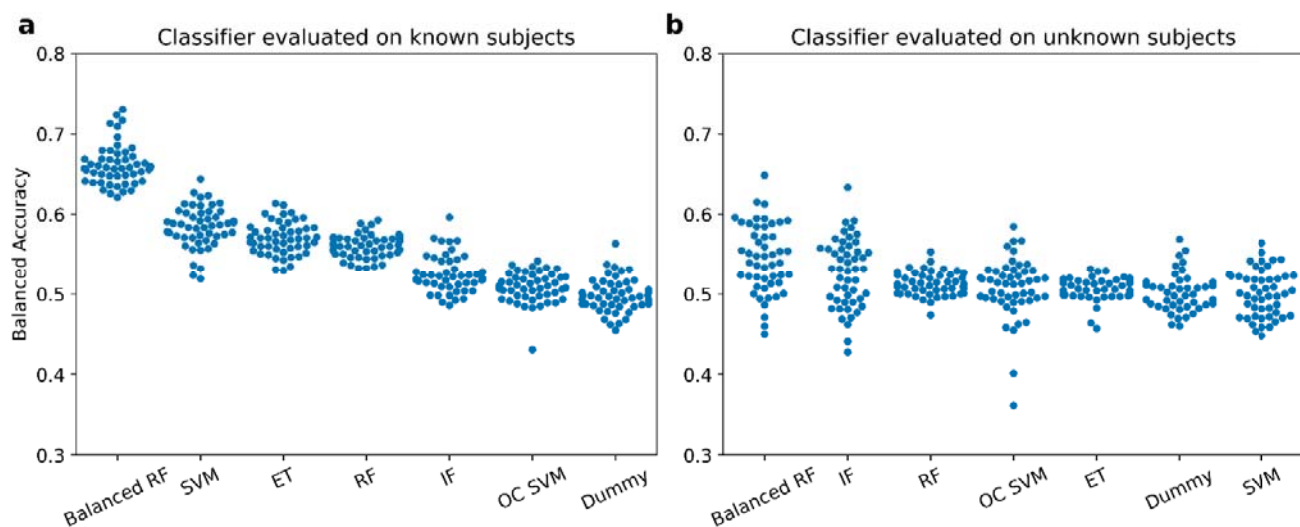 a
Classifier evaluated on known subjects
Balanced Accuracy
0.8
0.7
0.6
0.5
0.4
0.3
Balanced RF
SVM
ET
RF
IF
OC SVM
Dummy
b
Classifier evaluated on unknown subjects
0.8
0.7
0.6
0.5
0.4
0.3
Balanced RF
IF
RF
OC SVM
ET
Dummy
SVM